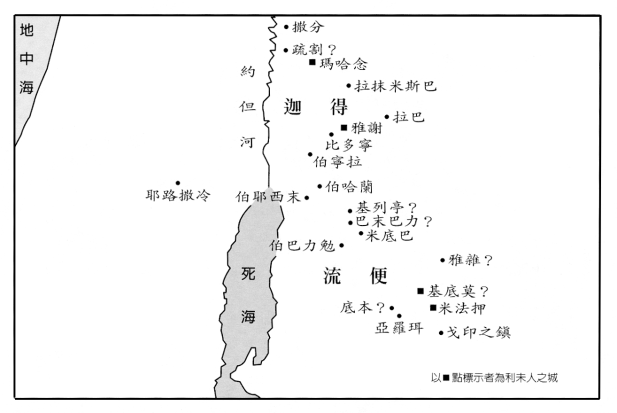 地中海
撒分
疏割？
瑪哈念
約但河
拉抹米斯巴
迦得
拉巴
雅謝
比多寧
伯寧拉
耶路撒冷
伯哈蘭
伯耶西末
基列亭？
巴末巴力？
米底巴
伯巴力勉
雅雜？
流便
死海
基底莫？
底本？
米法押
亞羅珥
戈印之鎮
以■點標示者為利未人之城